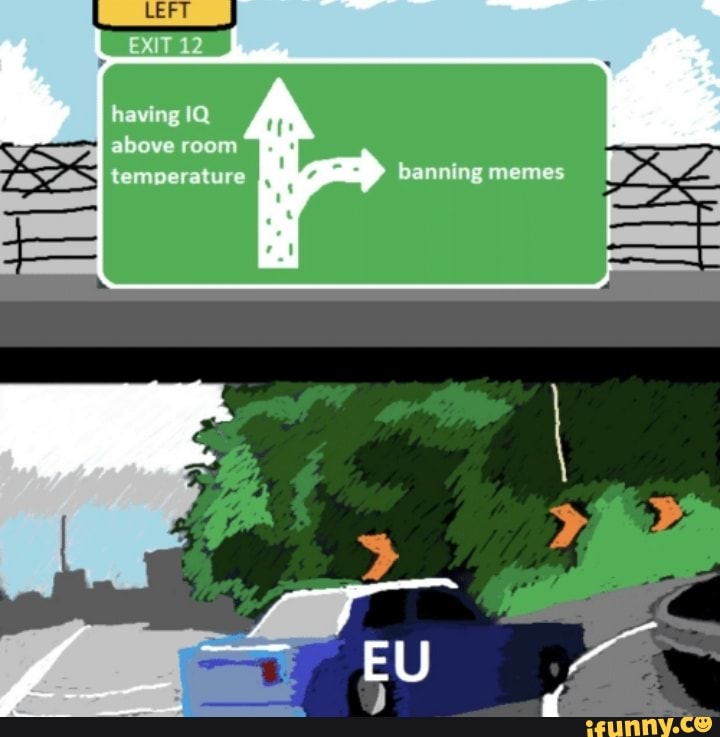 LEFT
EXIT 12
having IQ
above room
temperature
banning memes
EU
ifunny.co